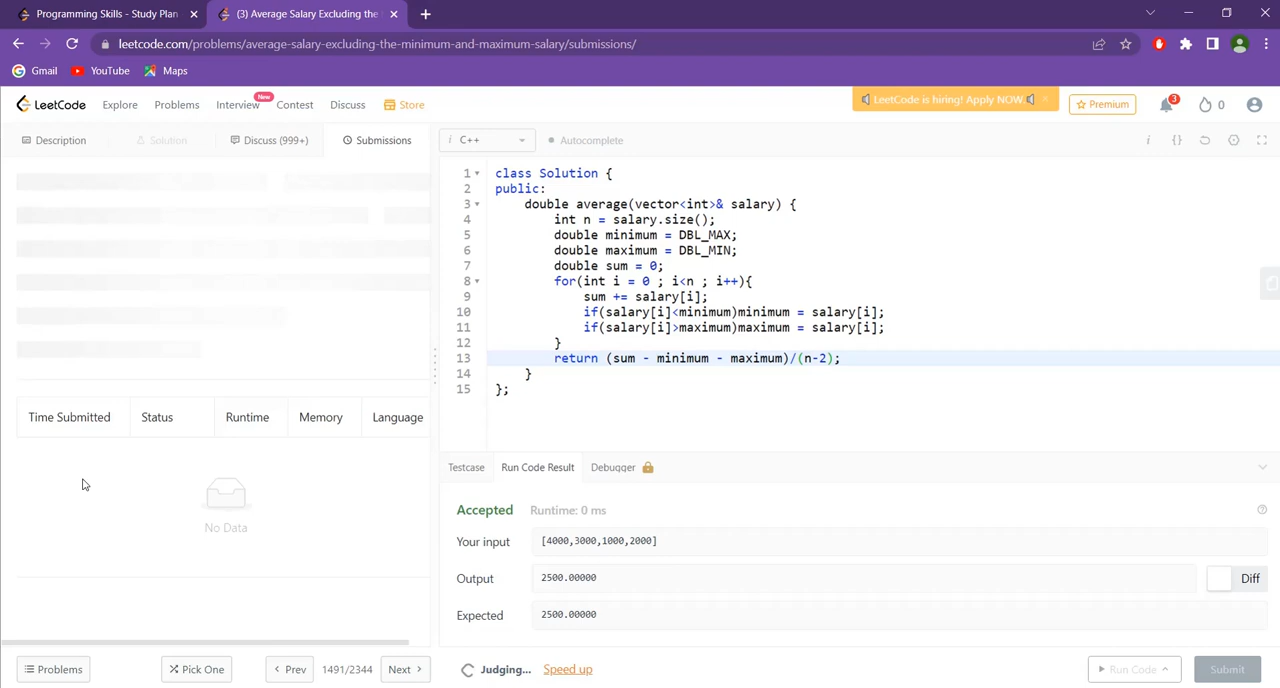 Programming Skills - Study Plan
(3) Average Salary Excluding the
leetcode.com/problems/average-salary-excluding-the-minimum-and-maximum-salary/submissions/
Gmail YouTube Maps
LeetCode Explore Problems Interview New Contest Discuss Store
LeetCode is hiring! Apply NOW
Premium 3 0
Description Solution Discuss (999+) Submissions
i C++ Autocomplete
1 class Solution {
2 public:
3 double average(vector<int>& salary) {
4 int n = salary.size();
5 double minimum = DBL_MAX;
6 double maximum = DBL_MIN;
7 double sum = 0;
8 for(int i = 0 ; i<n ; i++){
9 sum += salary[i];
10 if(salary[i]<minimum)minimum = salary[i];
11 if(salary[i]>maximum)maximum = salary[i];
12 }
13 return (sum - minimum - maximum)/(n-2);
14 }
15 };
Time Submitted Status Runtime Memory Language
No Data
Testcase Run Code Result Debugger
Accepted Runtime: 0 ms
Your input [4000,3000,1000,2000]
Output 2500.00000 Diff
Expected 2500.00000
Problems Pick One Prev 1491/2344 Next Judging... Speed up Run Code Submit